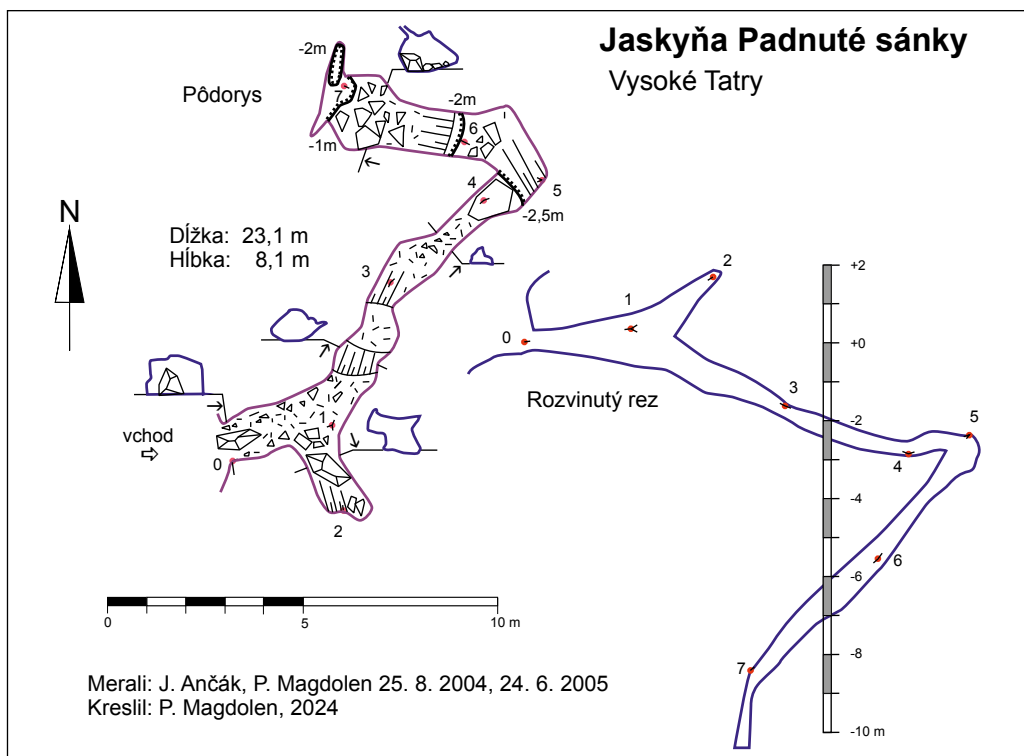 Jaskyňa Padnuté sánky
Vysoké Tatry
Pôdorys
-2m
7
-1m
-2m
6
5
4
-2,5m
N
Dĺžka: 23,1 m
Hĺbka: 8,1 m
3
vchod
0
2
0
5
10 m
Rozvinutý rez
0
1
2
3
4
5
6
7
+2
+0
-2
-4
-6
-8
-10 m
Merali: J. Ančák, P. Magdolen 25. 8. 2004, 24. 6. 2005
Kreslil: P. Magdolen, 2024